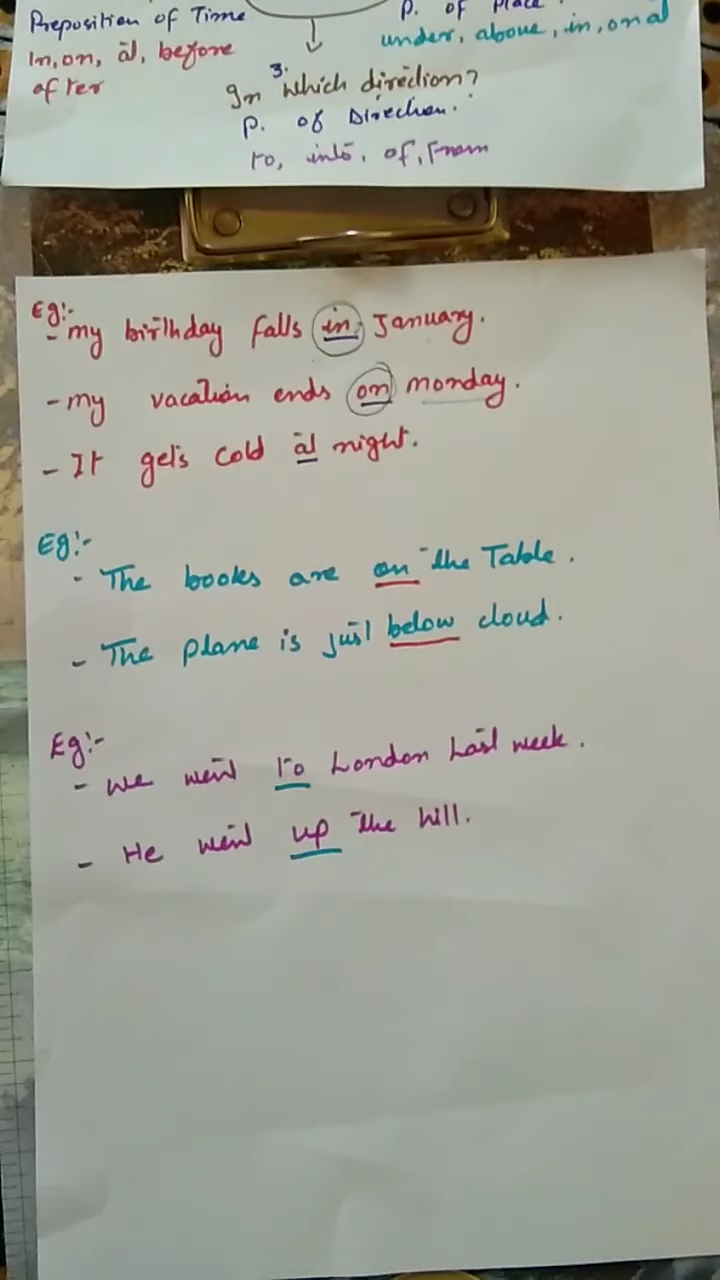 Preposition of Time
In, on, at, before
after
P. of Place
under, above, in, on at
3.
In which direction?
P. of Direction.
to, into, of, From
Eg:-
- my birthday falls in January.
- my vacation ends on monday.
- It gets cold at night.
Eg:-
- The books are on the Table.
- The plane is just below cloud.
Eg:-
- We went to London Last week.
- He went up the hill.